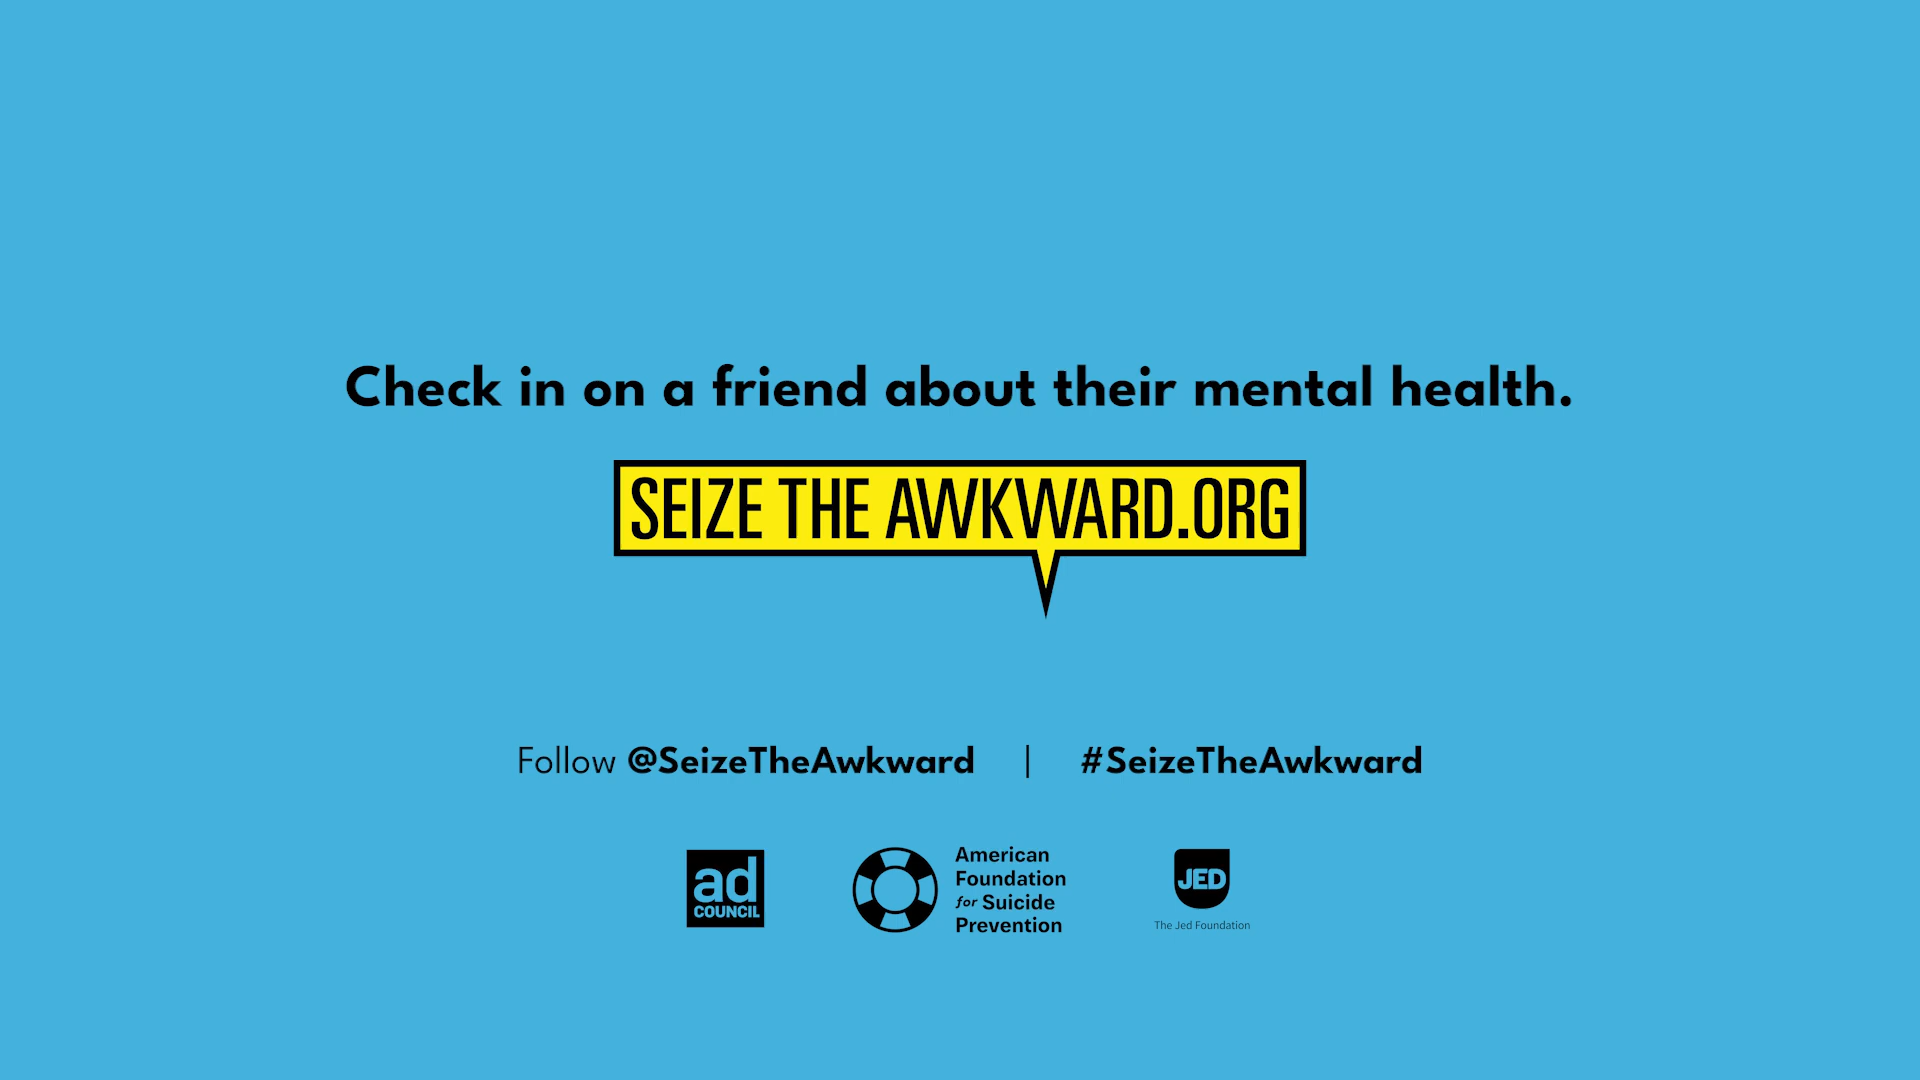 Check in on a friend about their mental health.
SEIZE THE AWKWARD.ORG
Follow @SeizeTheAwkward | #SeizeTheAwkward
ad
COUNCIL
American
Foundation
for Suicide
Prevention
JED
The Jed Foundation